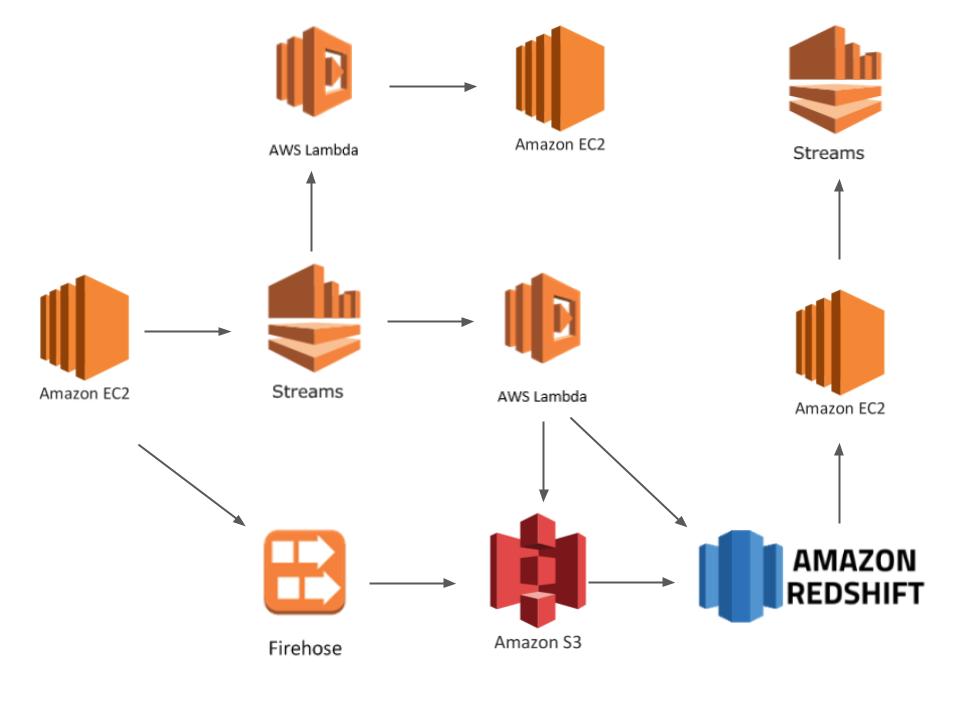 AWS Lambda
Amazon EC2
Streams
Amazon EC2
Streams
AWS Lambda
Amazon EC2
Firehose
Amazon S3
AMAZON
REDSHIFT